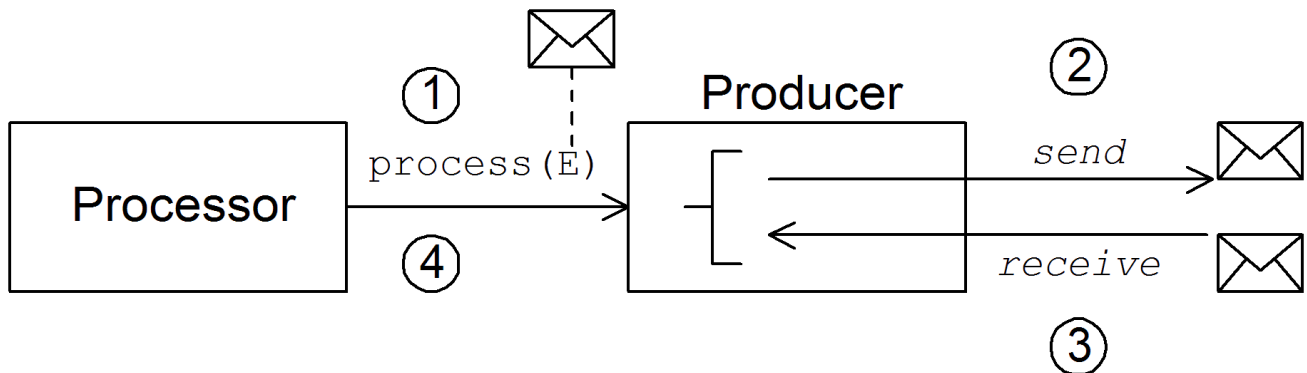 1
2
Producer
process(E)
send
Processor
4
receive
3